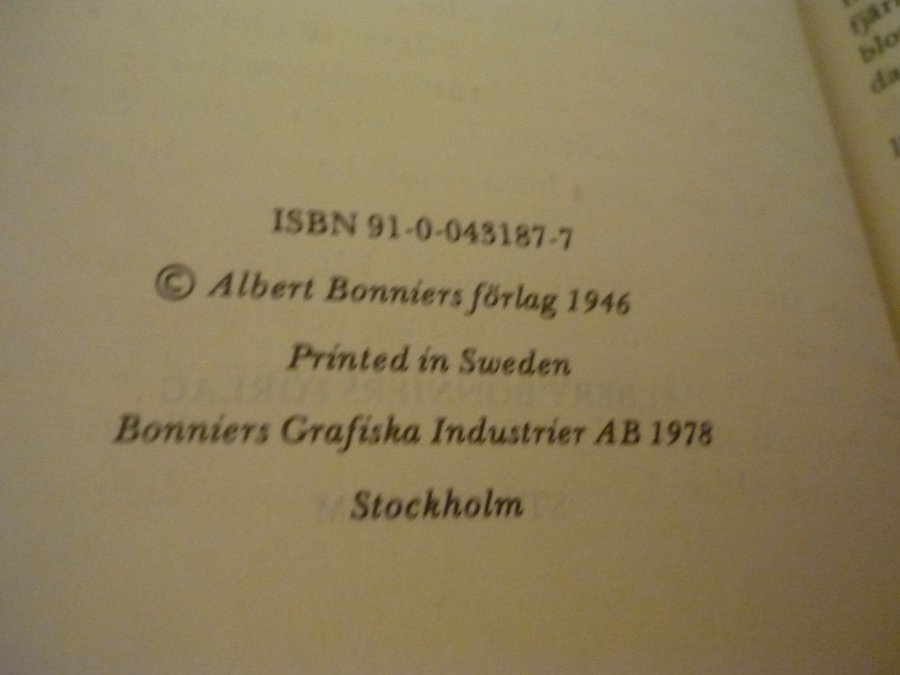 ISBN 91-0-043187-7
© Albert Bonniers förlag 1946
Printed in Sweden
Bonniers Grafiska Industrier AB 1978
Stockholm